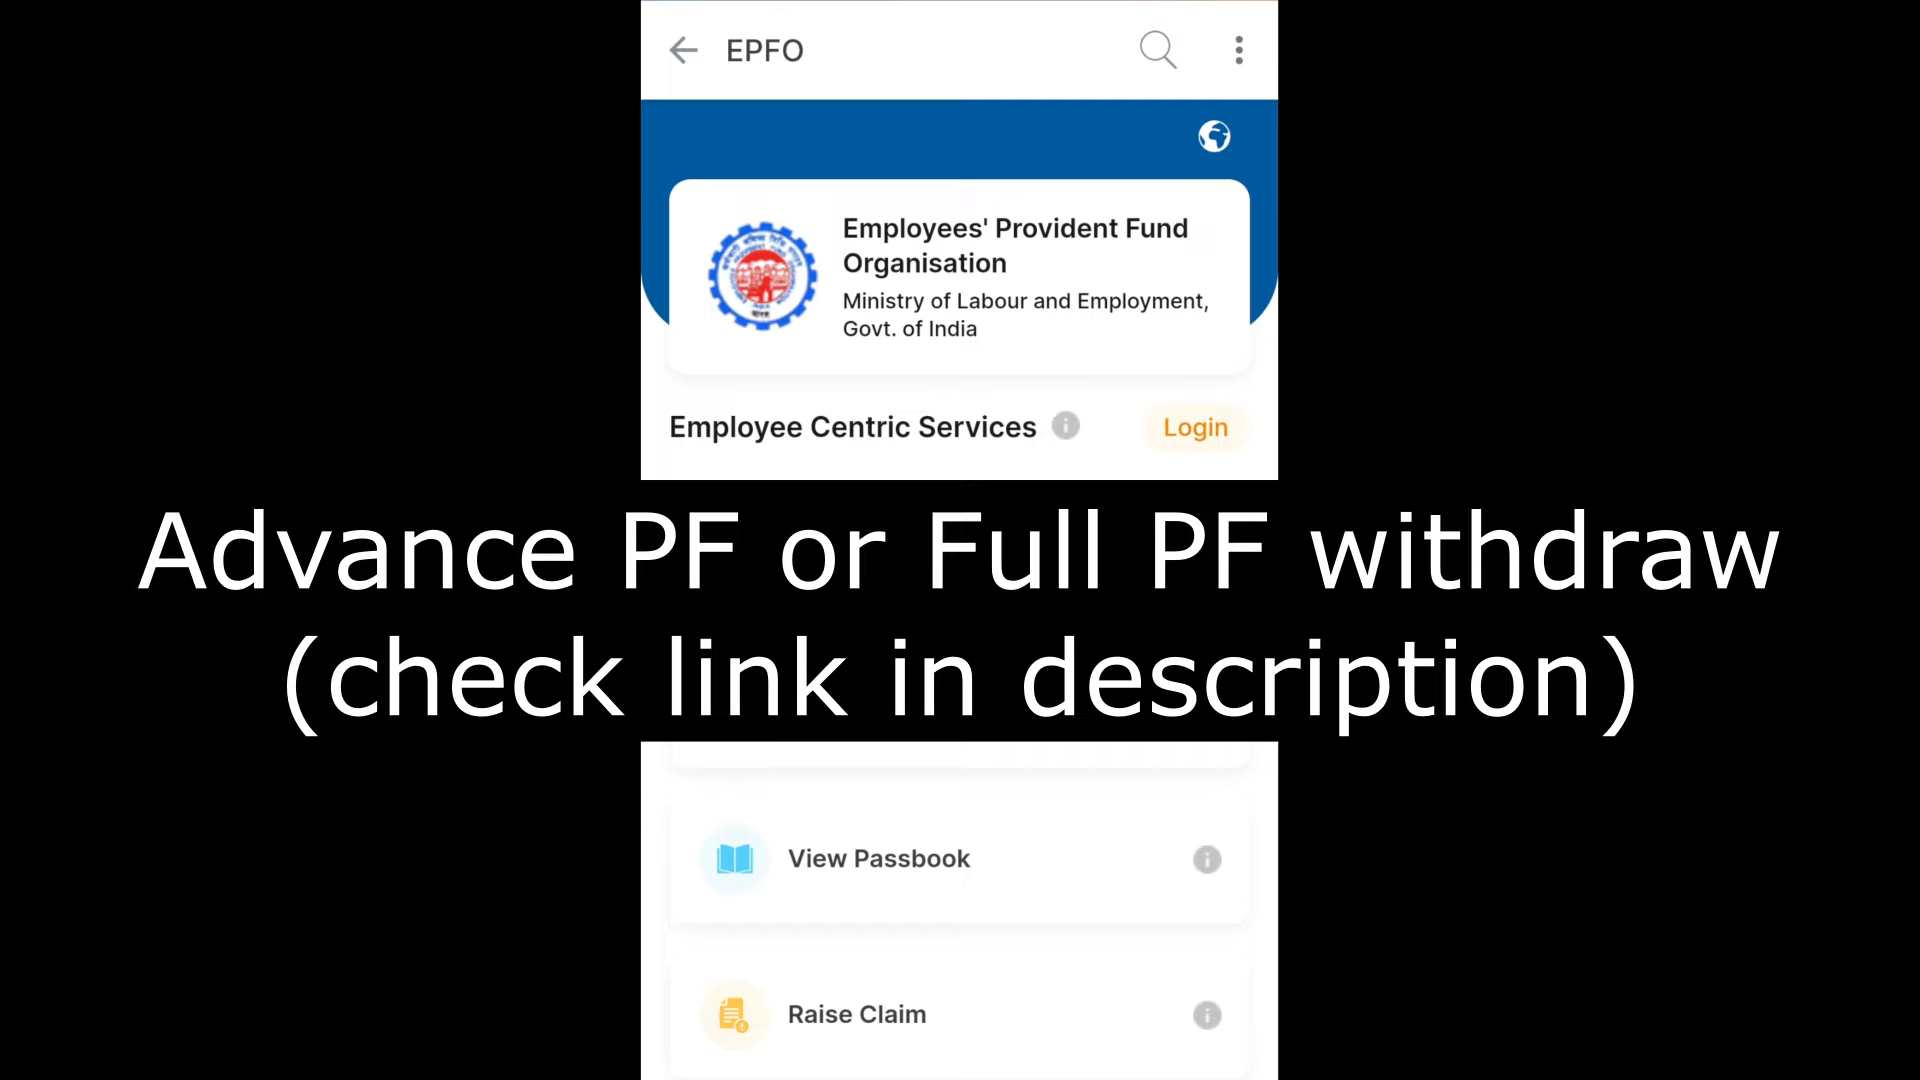 EPFO
Employees' Provident Fund
Organisation
Ministry of Labour and Employment,
Govt. of India
Employee Centric Services
Login
Advance PF or Full PF withdraw
(check link in description)
View Passbook
Raise Claim